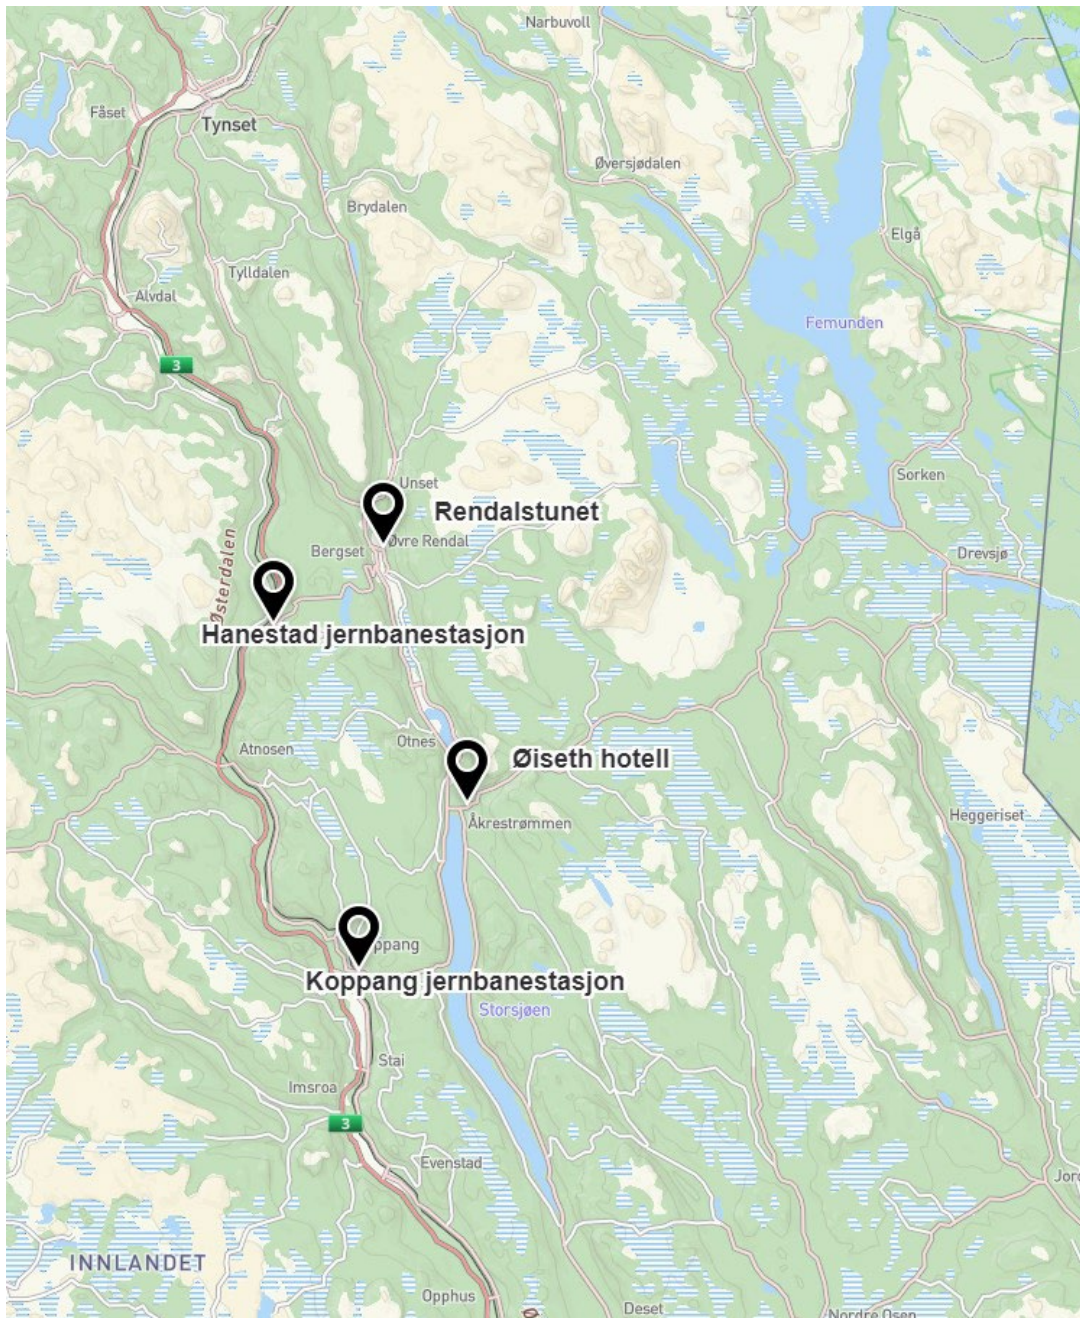 Narbuvoll
Fåset
Tynset
Øversjødalen
Brydalen
Elgå
Tylldalen
Alvdal
Femunden
3
Unset
Sorken
Rendalstunet
Øvre Rendal
Bergset
Drevsjø
Østerdalen
Hanestad jernbanestasjon
Otnes
Atnosen
Øiseth hotell
Heggeriset
Åkrestrømmen
ppang
Koppang jernbanestasjon
Storsjøen
Stai
Imsroa
3
Evenstad
Jord
INNLANDET
Opphus
Deset
Nordre Osen